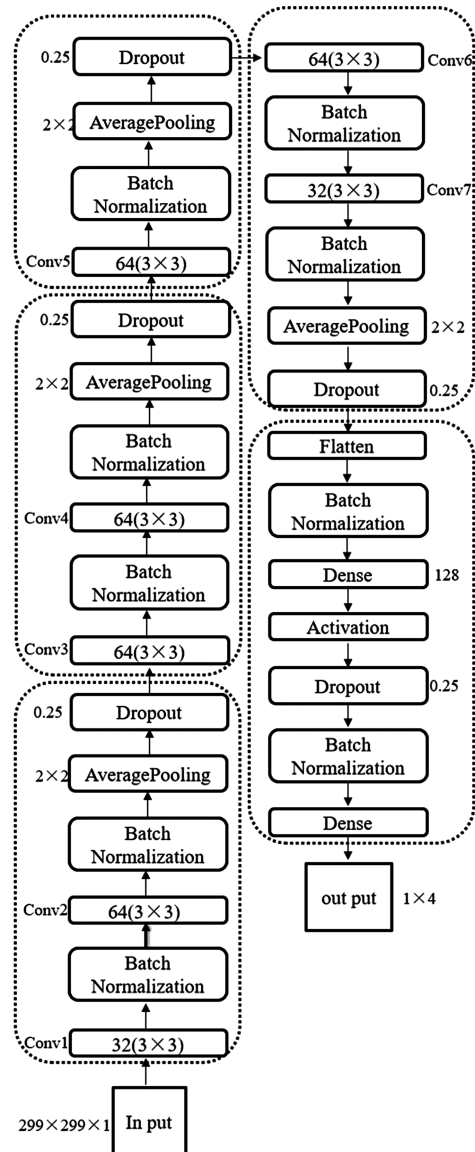 0.25 Dropout
2×2 AveragePooling
Batch
Normalization
Conv5 64(3×3)
0.25 Dropout
2×2 AveragePooling
Batch
Normalization
Conv4 64(3×3)
Batch
Normalization
Conv3 64(3×3)
0.25 Dropout
2×2 AveragePooling
Batch
Normalization
Conv2 64(3×3)
Batch
Normalization
Conv1 32(3×3)
299×299×1 In put
64(3×3) Conv6
Batch
Normalization
32(3×3) Conv7
Batch
Normalization
AveragePooling 2×2
Dropout 0.25
Flatten
Batch
Normalization
Dense 128
Activation
Dropout 0.25
Batch
Normalization
Dense
out put 1×4